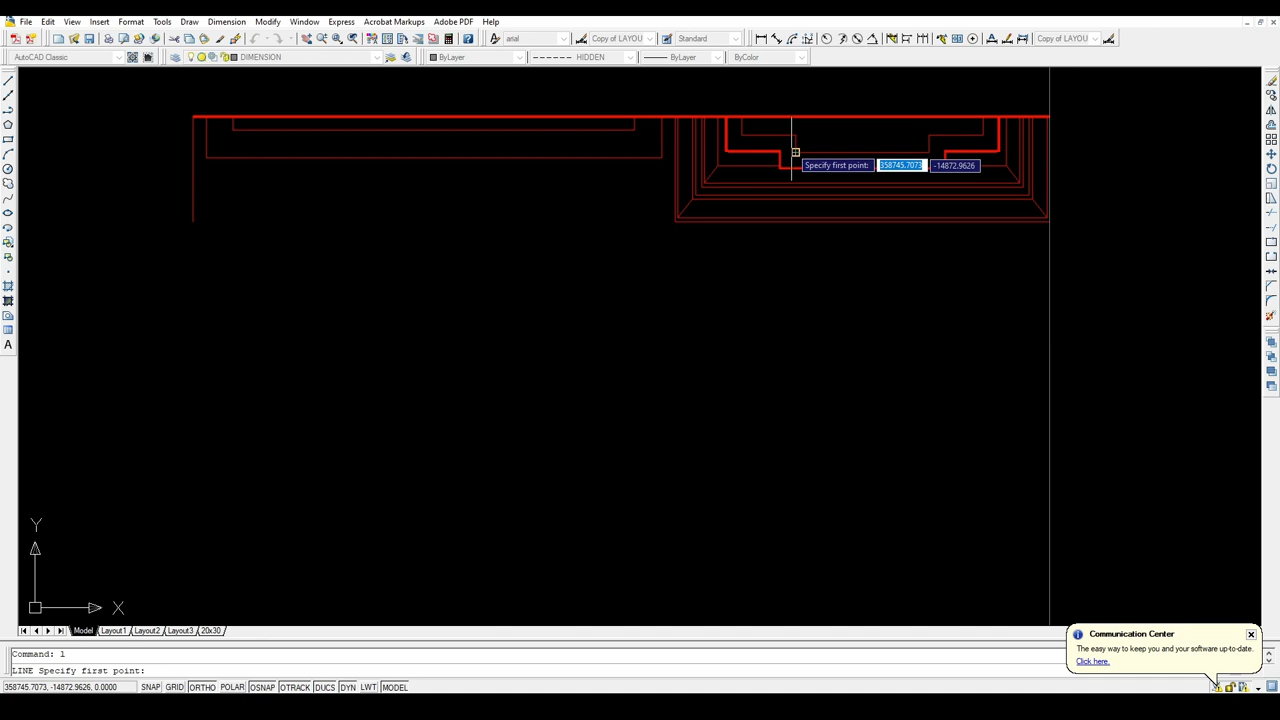 File Edit View Insert Format Tools Draw Dimension Modify Window Express Acrobat Markups Adobe PDF Help
arial Copy of LAYOU Standard Copy of LAYOU
AutoCAD Classic DIMENSION ByLayer HIDDEN ByLayer ByColor
Specify first point: 358745.7073 -14872.9626
Y
X
Model Layout1 Layout2 Layout3 20x30
Communication Center
The easy way to keep you and your software up-to-date.
Click here.
Command: l
LINE Specify first point:
358745.7073, -14872.9626, 0.0000 SNAP GRID ORTHO POLAR OSNAP OTRACK DUCS DYN LWT MODEL
A